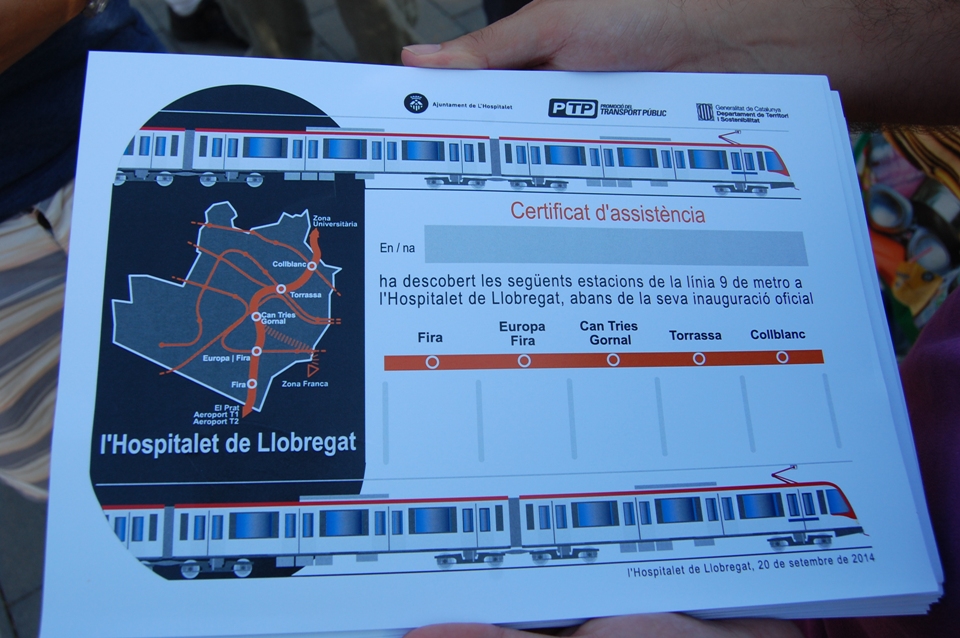 Ajuntament de L'Hospitalet
PTP PROMOCIÓ DEL
TRANSPORT PÚBLIC
Generalitat de Catalunya
Departament de Territori
i Sostenibilitat
Certificat d'assistència
En / na
ha descobert les següents estacions de la línia 9 de metro a
l'Hospitalet de Llobregat, abans de la seva inauguració oficial
Fira
Europa
Fira
Can Tries
Gornal
Torrassa
Collblanc
Zona
Universitària
Collblanc
Torrassa
Can Tries
Gornal
Europa | Fira
Fira
Zona Franca
El Prat
Aeroport T1
Aeroport T2
l'Hospitalet de Llobregat
l'Hospitalet de Llobregat, 20 de setembre de 2014